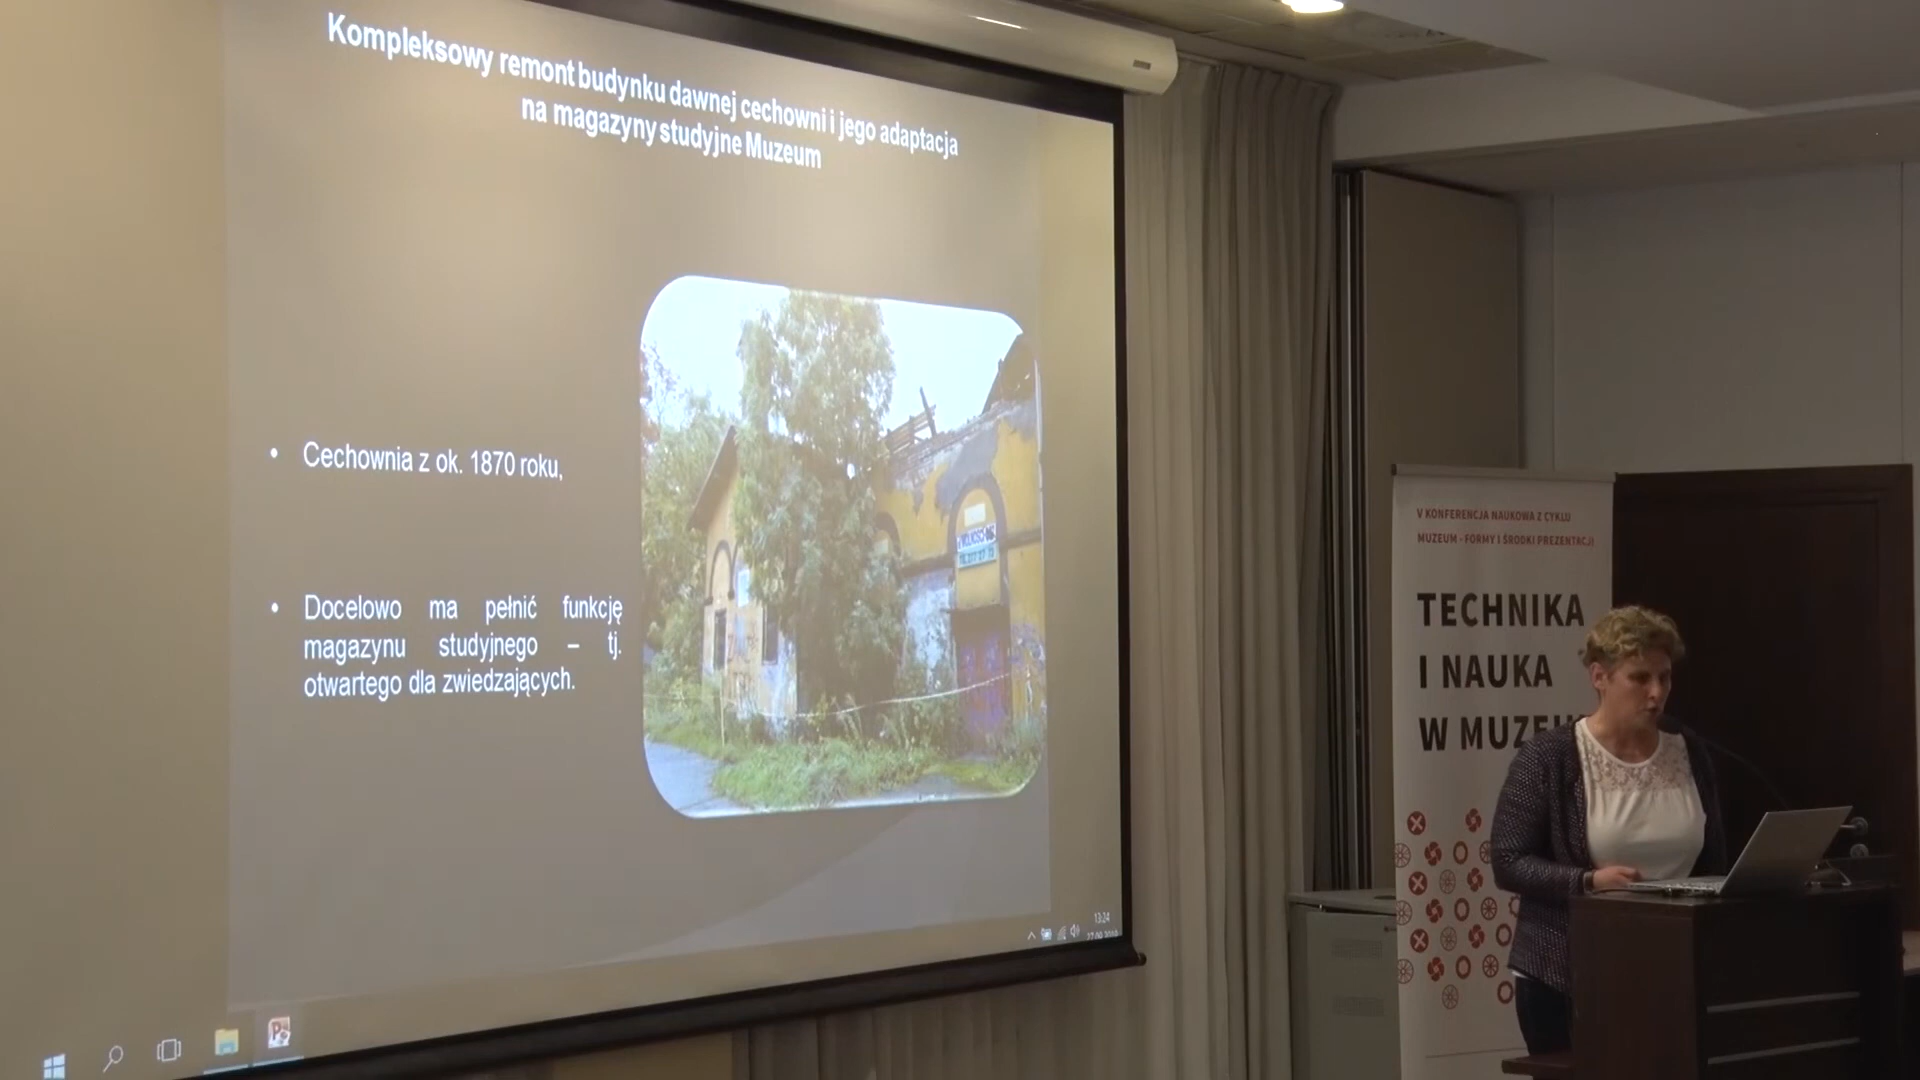 Kompleksowy remont budynku dawnej cechowni i jego adaptacja
na magazyny studyjne Muzeum
• Cechownia z ok. 1870 roku,
• Docelowo ma pełnić funkcję
magazynu studyjnego – tj.
otwartego dla zwiedzających.
13:24
V KONFERENCJA NAUKOWA Z CYKLU
MUZEUM - FORMY I ŚRODKI PREZENTACJI
TECHNIKA
I NAUKA
W